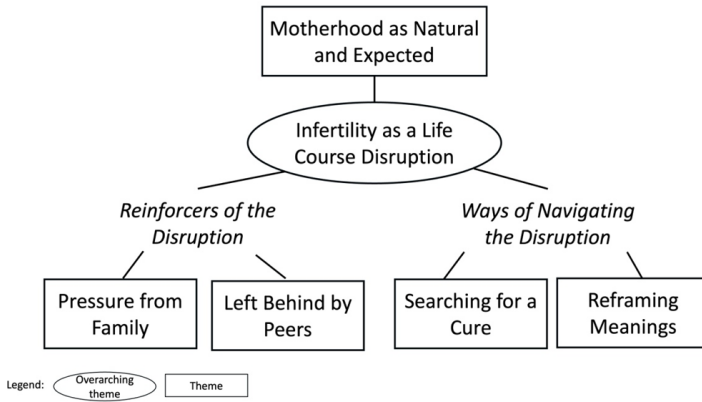 Motherhood as Natural
and Expected
Infertility as a Life
Course Disruption
Reinforcers of the
Disruption
Ways of Navigating
the Disruption
Pressure from
Family
Left Behind by
Peers
Searching for a
Cure
Reframing
Meanings
Legend:
Overarching
theme
Theme